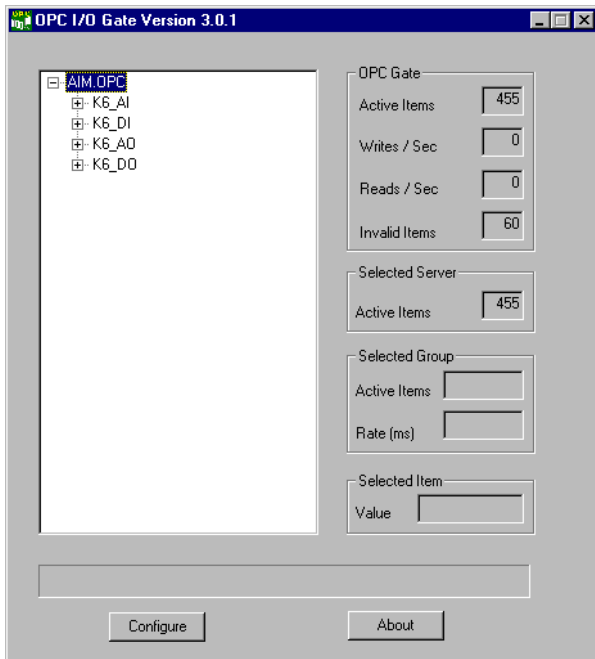 OPC I/O Gate Version 3.0.1
AIM.OPC
K6_AI
K6_DI
K6_AO
K6_DO
OPC Gate
Active Items 455
Writes / Sec 0
Reads / Sec 0
Invalid Items 60
Selected Server
Active Items 455
Selected Group
Active Items
Rate (ms)
Selected Item
Value
Configure About